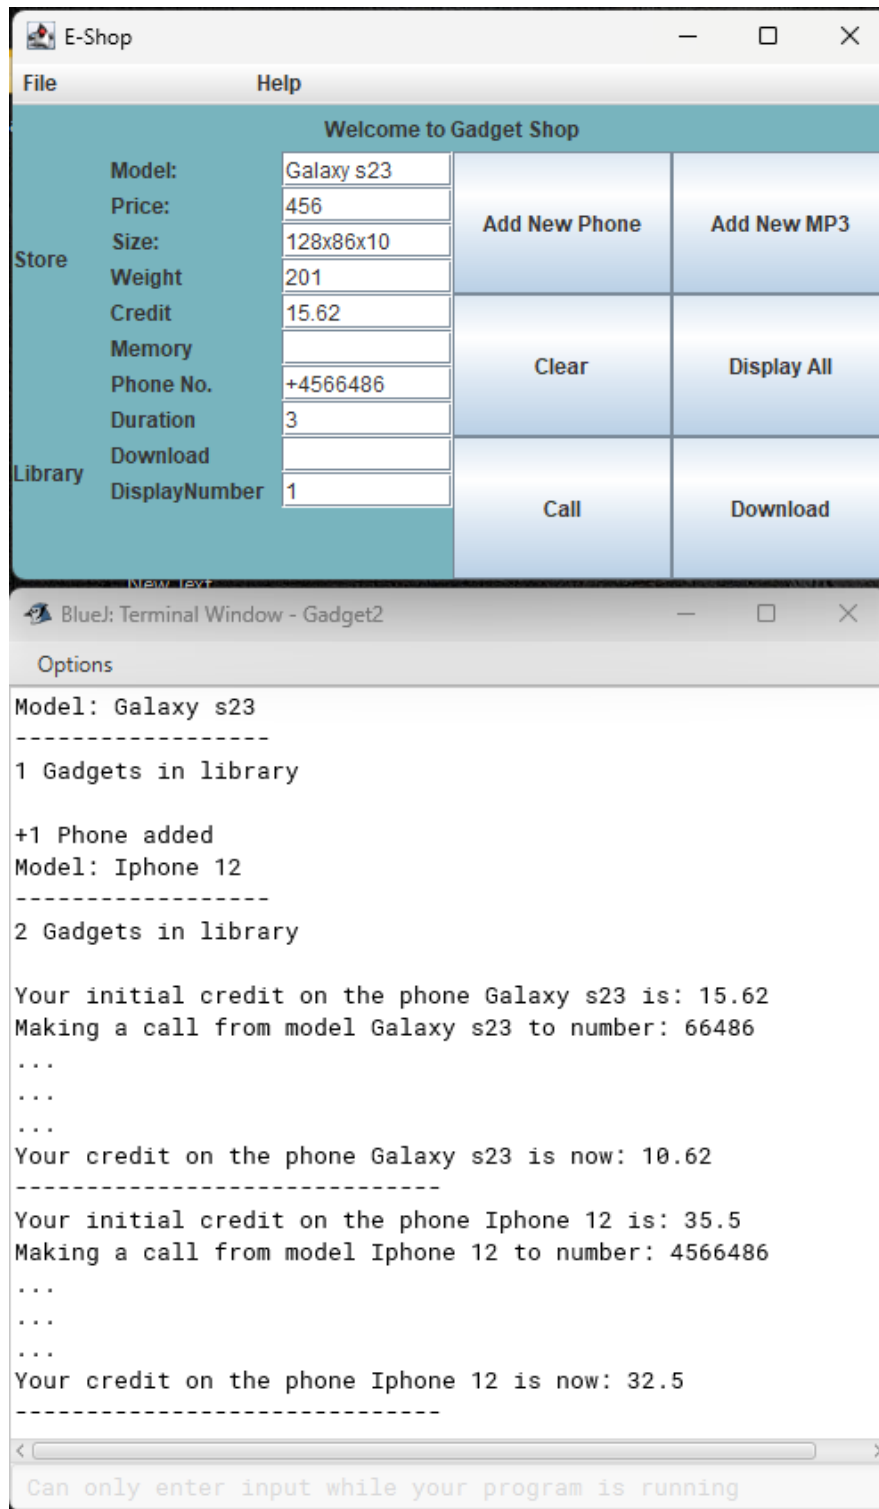 E-Shop
File Help
Welcome to Gadget Shop
Store
Library
Model: Galaxy s23
Price: 456
Size: 128x86x10
Weight 201
Credit 15.62
Memory
Phone No. +4566486
Duration 3
Download
DisplayNumber 1
Add New Phone Add New MP3
Clear Display All
Call Download
New Text
BlueJ: Terminal Window - Gadget2
Options
Model: Galaxy s23
------------------
1 Gadgets in library
+1 Phone added
Model: Iphone 12
------------------
2 Gadgets in library
Your initial credit on the phone Galaxy s23 is: 15.62
Making a call from model Galaxy s23 to number: 66486
...
...
...
Your credit on the phone Galaxy s23 is now: 10.62
------------------------------
Your initial credit on the phone Iphone 12 is: 35.5
Making a call from model Iphone 12 to number: 4566486
...
...
...
Your credit on the phone Iphone 12 is now: 32.5
------------------------------
Can only enter input while your program is running